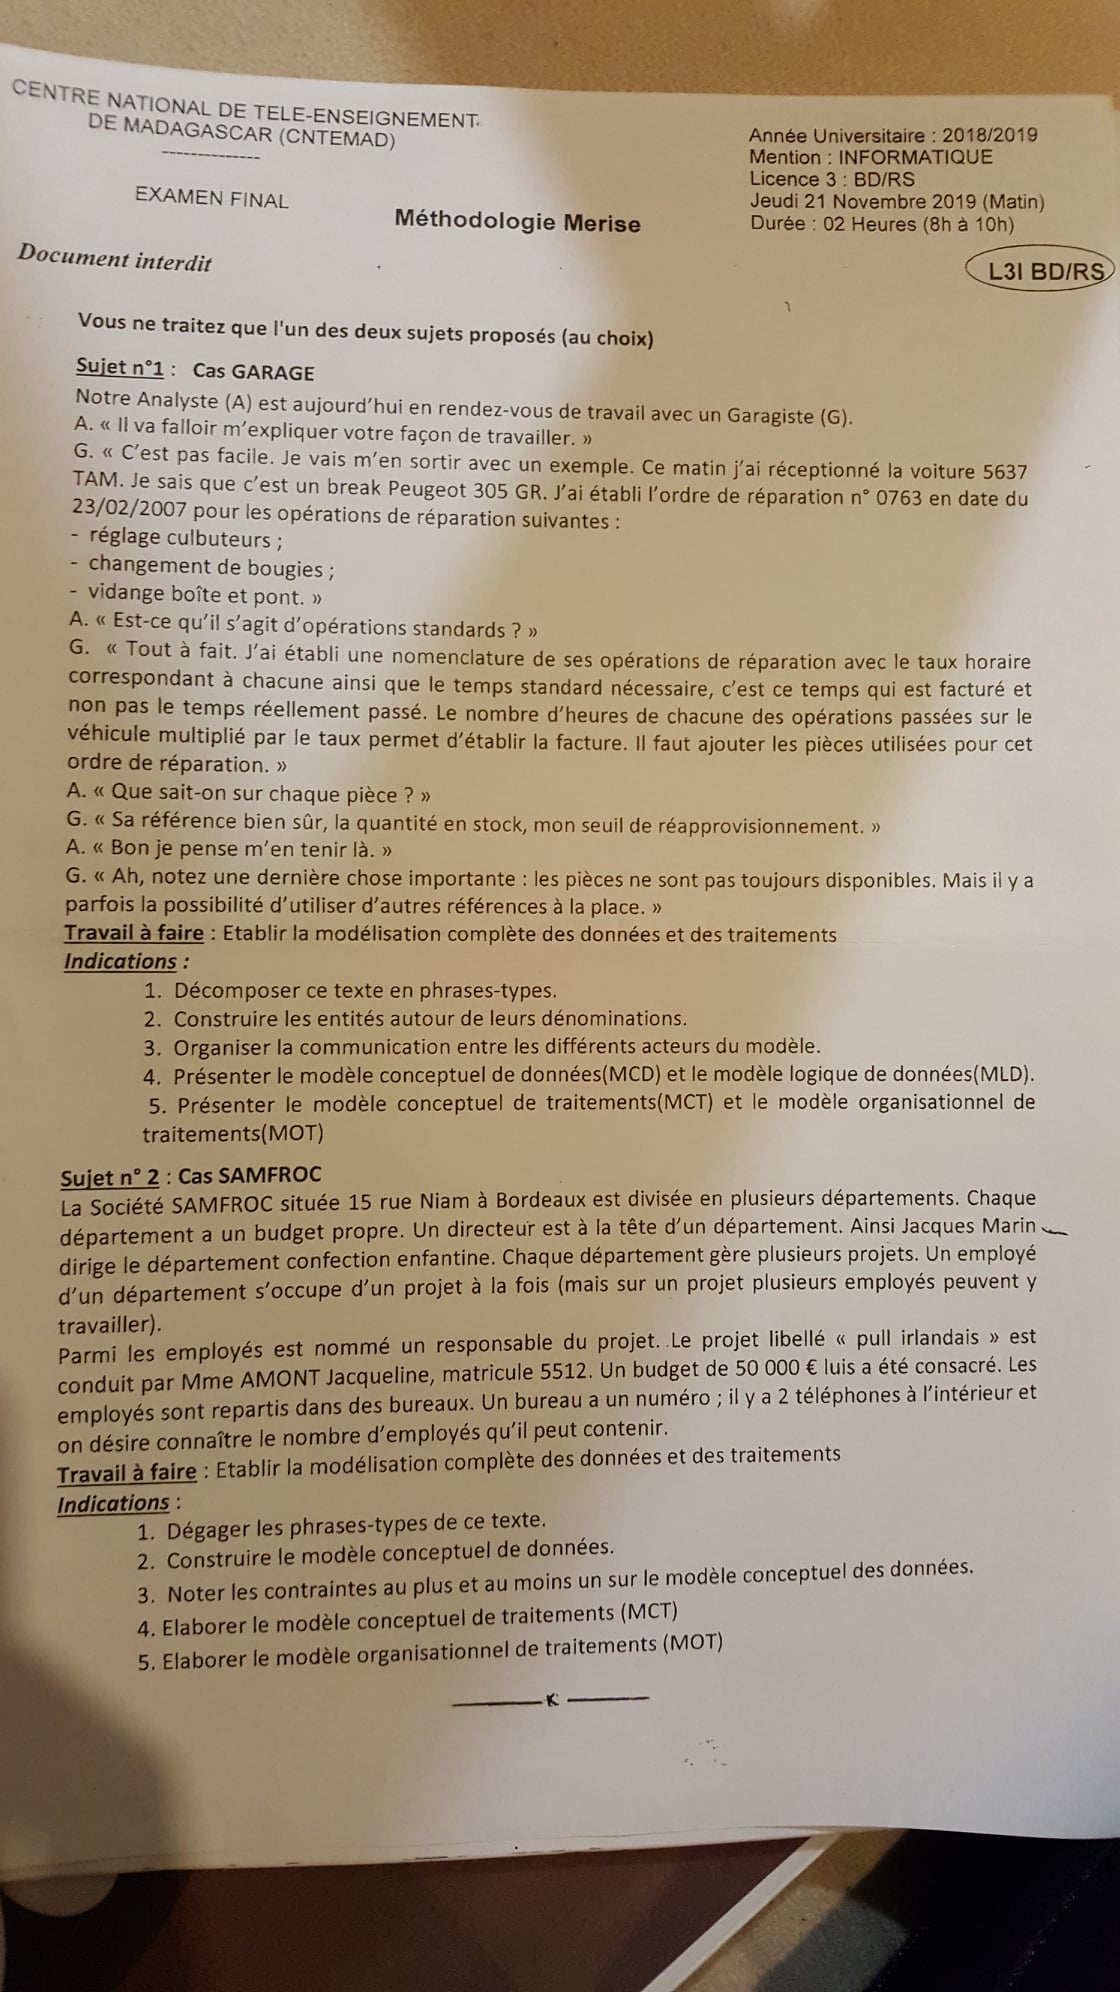 CENTRE NATIONAL DE TELE-ENSEIGNEMENT
DE MADAGASCAR (CNTEMAD)
--------------
EXAMEN FINAL
Méthodologie Merise
Année Universitaire : 2018/2019
Mention : INFORMATIQUE
Licence 3 : BD/RS
Jeudi 21 Novembre 2019 (Matin)
Durée : 02 Heures (8h à 10h)
Document interdit
L3I BD/RS
Vous ne traitez que l'un des deux sujets proposés (au choix)
Sujet n°1 : Cas GARAGE
Notre Analyste (A) est aujourd'hui en rendez-vous de travail avec un Garagiste (G).
A. « Il va falloir m'expliquer votre façon de travailler. »
G. « C'est pas facile. Je vais m'en sortir avec un exemple. Ce matin j'ai réceptionné la voiture 5637
TAM. Je sais que c'est un break Peugeot 305 GR. J'ai établi l'ordre de réparation n° 0763 en date du
23/02/2007 pour les opérations de réparation suivantes :
- réglage culbuteurs ;
- changement de bougies ;
- vidange boîte et pont. »
A. « Est-ce qu'il s'agit d'opérations standards ? »
G. « Tout à fait. J'ai établi une nomenclature de ses opérations de réparation avec le taux horaire
correspondant à chacune ainsi que le temps standard nécessaire, c'est ce temps qui est facturé et
non pas le temps réellement passé. Le nombre d'heures de chacune des opérations passées sur le
véhicule multiplié par le taux permet d'établir la facture. Il faut ajouter les pièces utilisées pour cet
ordre de réparation. »
A. « Que sait-on sur chaque pièce ? »
G. « Sa référence bien sûr, la quantité en stock, mon seuil de réapprovisionnement. »
A. « Bon je pense m'en tenir là. »
G. « Ah, notez une dernière chose importante : les pièces ne sont pas toujours disponibles. Mais il y a
parfois la possibilité d'utiliser d'autres références à la place. »
Travail à faire : Etablir la modélisation complète des données et des traitements
Indications :
1. Décomposer ce texte en phrases-types.
2. Construire les entités autour de leurs dénominations.
3. Organiser la communication entre les différents acteurs du modèle.
4. Présenter le modèle conceptuel de données(MCD) et le modèle logique de données(MLD).
5. Présenter le modèle conceptuel de traitements(MCT) et le modèle organisationnel de
traitements(MOT)
Sujet n° 2 : Cas SAMFROC
La Société SAMFROC située 15 rue Niam à Bordeaux est divisée en plusieurs départements. Chaque
département a un budget propre. Un directeur est à la tête d'un département. Ainsi Jacques Marin
dirige le département confection enfantine. Chaque département gère plusieurs projets. Un employé
d'un département s'occupe d'un projet à la fois (mais sur un projet plusieurs employés peuvent y
travailler).
Parmi les employés est nommé un responsable du projet. Le projet libellé « pull irlandais » est
conduit par Mme AMONT Jacqueline, matricule 5512. Un budget de 50 000 € luis a été consacré. Les
employés sont repartis dans des bureaux. Un bureau a un numéro ; il y a 2 téléphones à l'intérieur et
on désire connaître le nombre d'employés qu'il peut contenir.
Travail à faire : Etablir la modélisation complète des données et des traitements
Indications :
1. Dégager les phrases-types de ce texte.
2. Construire le modèle conceptuel de données.
3. Noter les contraintes au plus et au moins un sur le modèle conceptuel des données.
4. Elaborer le modèle conceptuel de traitements (MCT)
5. Elaborer le modèle organisationnel de traitements (MOT)